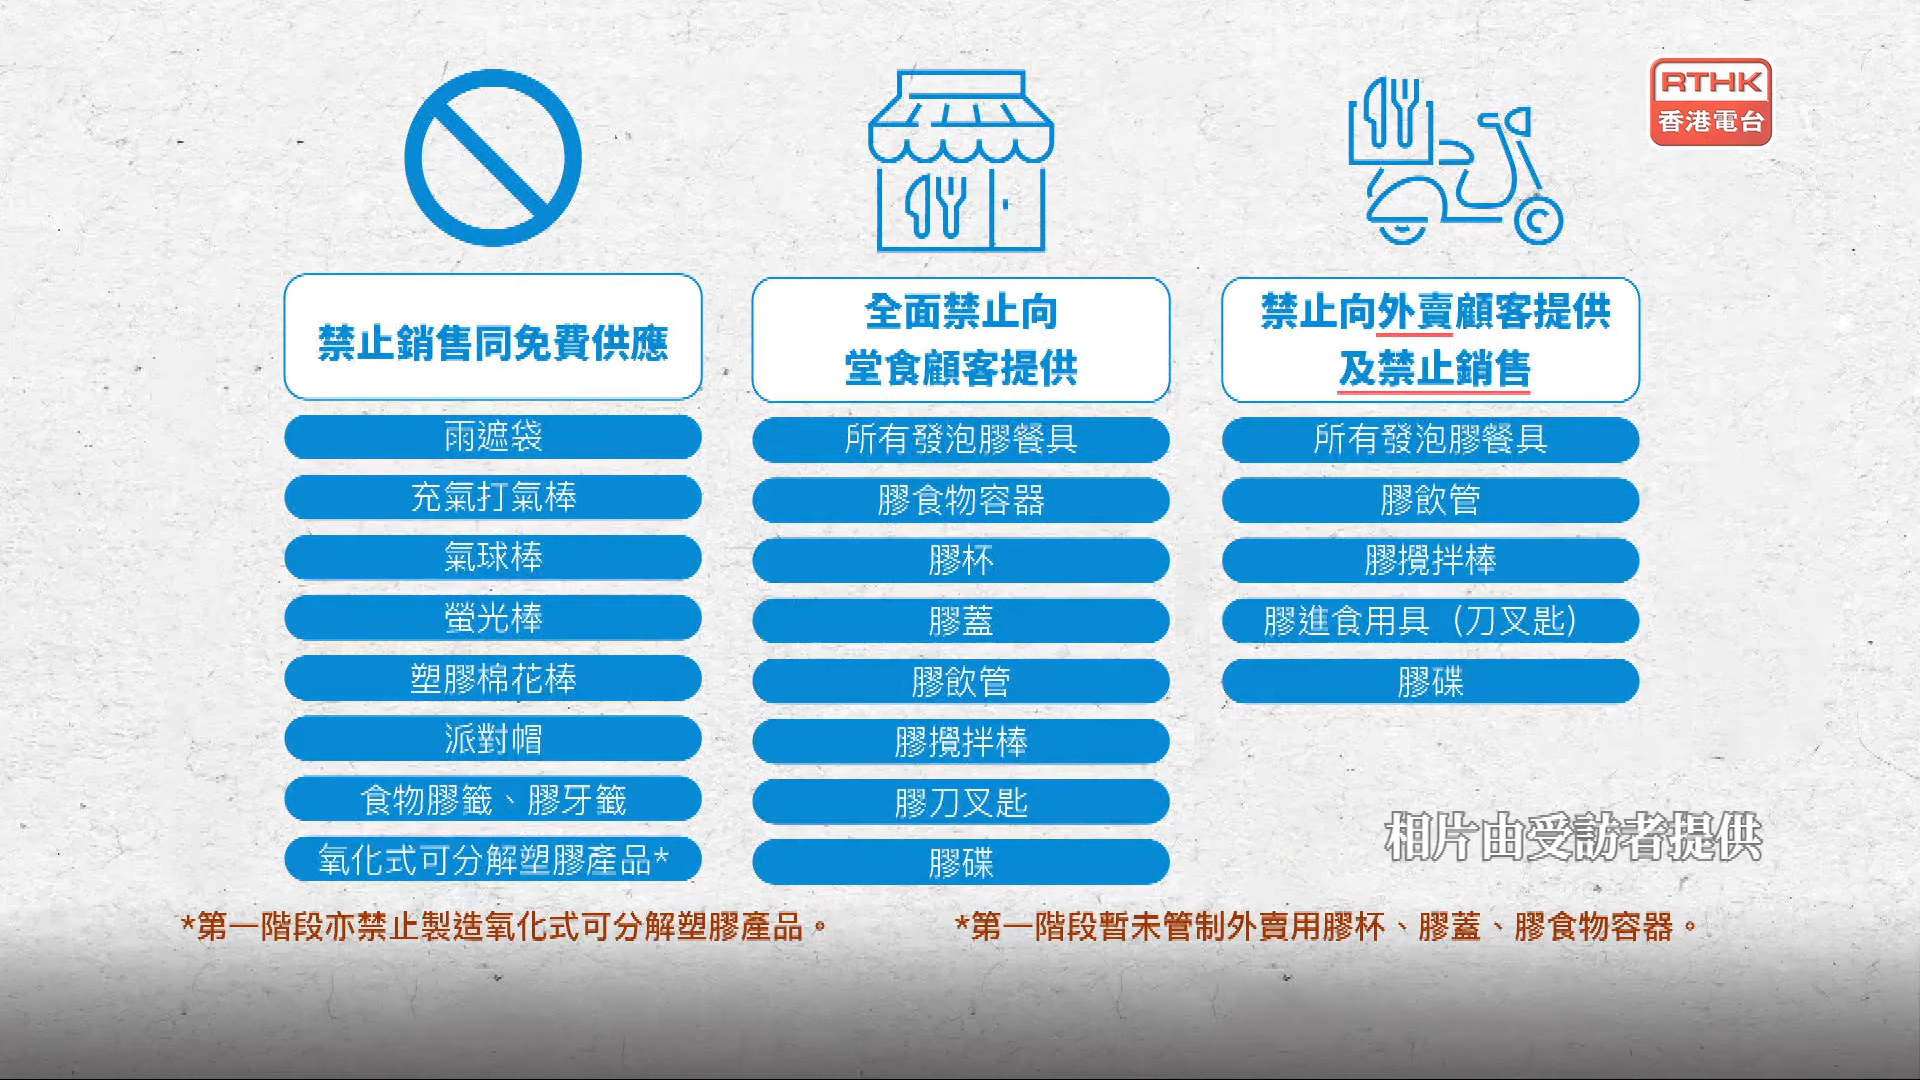 RTHK
香港電台
禁止銷售同免費供應
雨遮袋
充氣打氣棒
氣球棒
螢光棒
塑膠棉花棒
派對帽
食物膠籤、膠牙籤
氧化式可分解塑膠產品*
全面禁止向
堂食顧客提供
所有發泡膠餐具
膠食物容器
膠杯
膠蓋
膠飲管
膠攪拌棒
膠刀叉匙
膠碟
禁止向外賣顧客提供
及禁止銷售
所有發泡膠餐具
膠飲管
膠攪拌棒
膠進食用具（刀叉匙）
膠碟
相片由受訪者提供
*第一階段亦禁止製造氧化式可分解塑膠產品。
*第一階段暫未管制外賣用膠杯、膠蓋、膠食物容器。